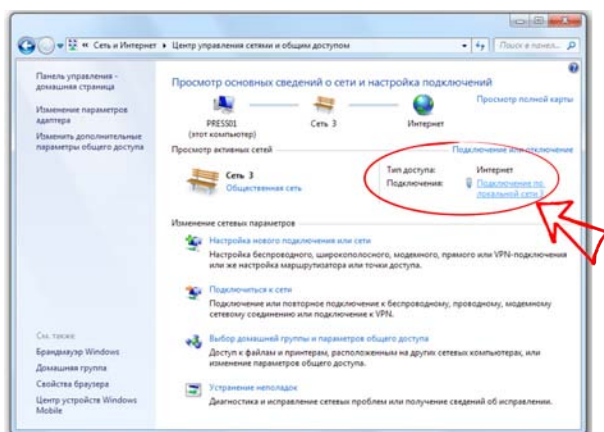 « Сеть и Интернет ▸ Центр управления сетями и общим доступом
Поиск в панел...
Панель управления -
домашняя страница
Изменение параметров
адаптера
Изменить дополнительные
параметры общего доступа
Просмотр основных сведений о сети и настройка подключений
Просмотр полной карты
PRESS01
(этот компьютер)
Сеть 3
Интернет
Просмотр активных сетей
Подключение или отключение
Сеть 3
Общественная сеть
Тип доступа: Интернет
Подключения: Подключение по
локальной сети 3
Изменение сетевых параметров
Настройка нового подключения или сети
Настройка беспроводного, широкополосного, модемного, прямого или VPN-подключения
или же настройка маршрутизатора или точки доступа.
Подключиться к сети
Подключение или повторное подключение к беспроводному, проводному, модемному
сетевому соединению или подключение к VPN.
Выбор домашней группы и параметров общего доступа
Доступ к файлам и принтерам, расположенным на других сетевых компьютерах, или
изменение параметров общего доступа.
Устранение неполадок
Диагностика и исправление сетевых проблем или получение сведений об исправлении.
См. также
Брандмауэр Windows
Домашняя группа
Свойства браузера
Центр устройств Windows
Mobile